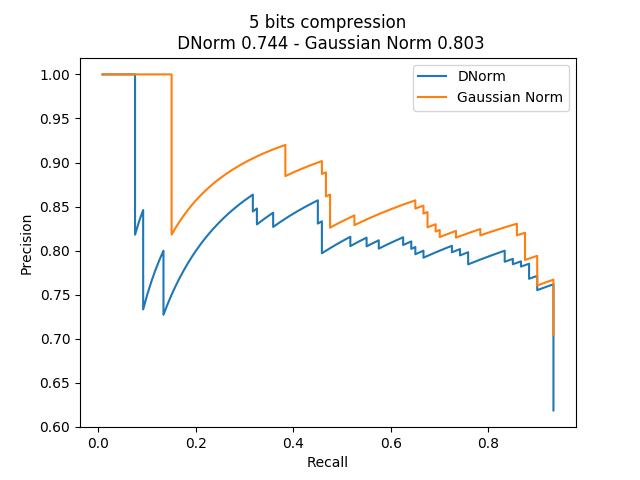 5 bits compression
DNorm 0.744 - Gaussian Norm 0.803
DNorm
Gaussian Norm
1.00
0.95
0.90
0.85
0.80
0.75
0.70
0.65
0.60
Precision
0.0
0.2
0.4
0.6
0.8
Recall